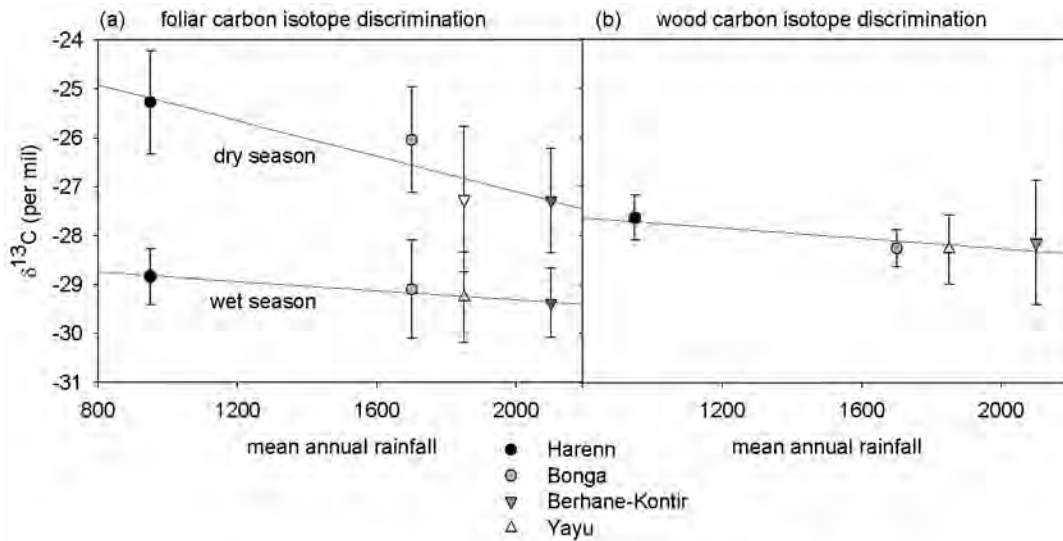 (a) foliar carbon isotope discrimination
(b) wood carbon isotope discrimination
δ13C (per mil)
-24
-25
-26
-27
-28
-29
-30
-31
dry season
wet season
800 1200 1600 2000
1200 1600 2000
mean annual rainfall
mean annual rainfall
Harenn
Bonga
Berhane-Kontir
Yayu